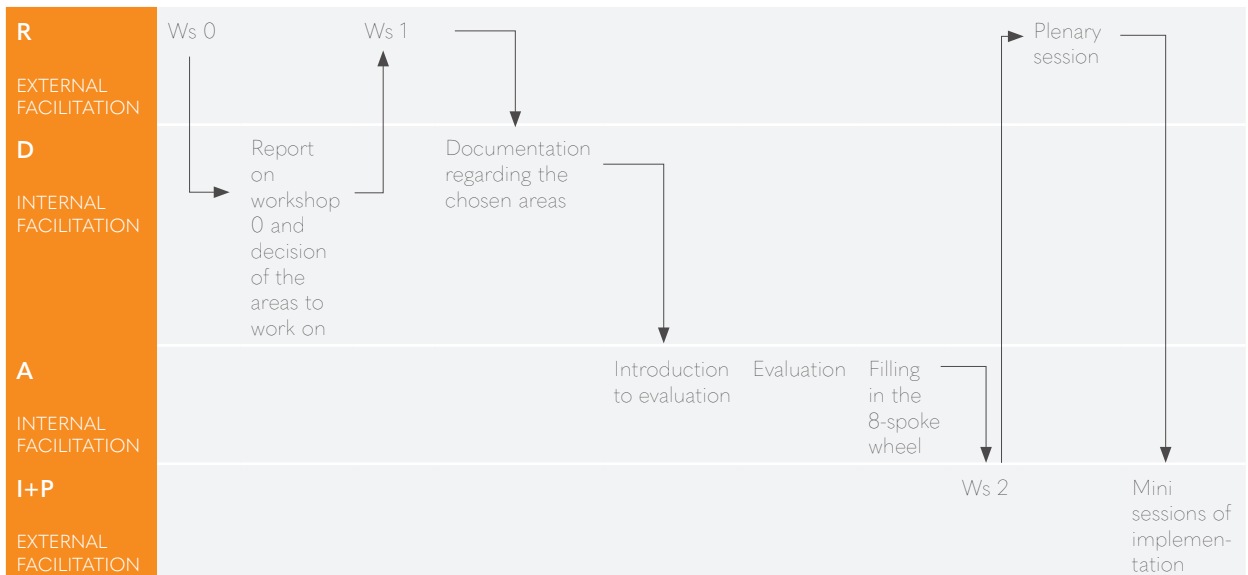 R
EXTERNAL
FACILITATION
Ws 0
Ws 1
Plenary
session
D
INTERNAL
FACILITATION
Report
on
workshop
0 and
decision
of the
areas to
work on
Documentation
regarding the
chosen areas
A
INTERNAL
FACILITATION
Introduction
to evaluation
Evaluation
Filling
in the
8-spoke
wheel
I+P
EXTERNAL
FACILITATION
Ws 2
Mini
sessions of
implemen-
tation